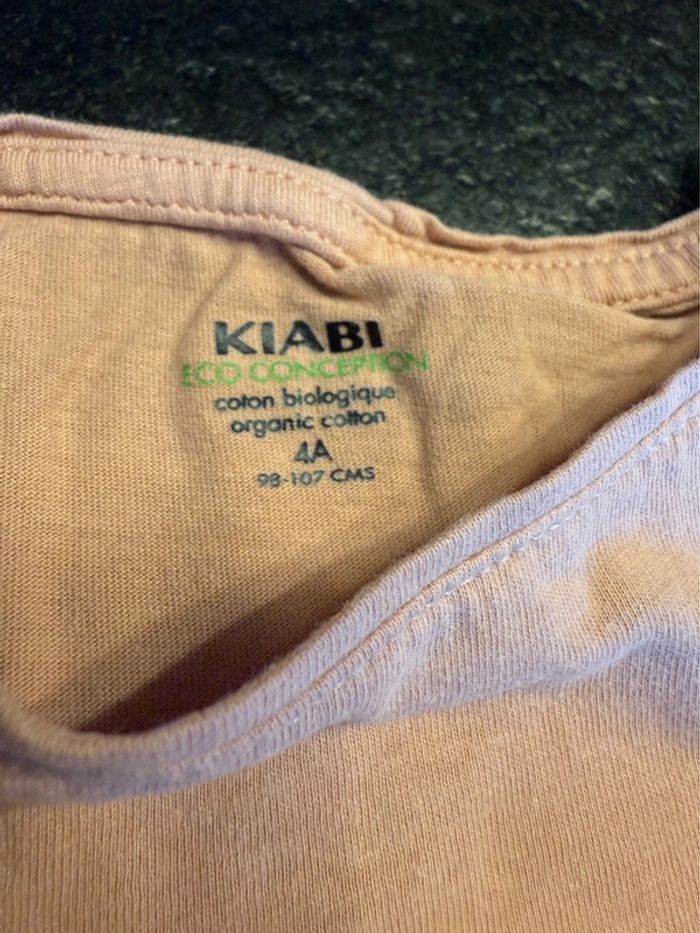 KIABI
ECO CONCEPTION
coton biologique
organic cotton
4A
98-107 CMS